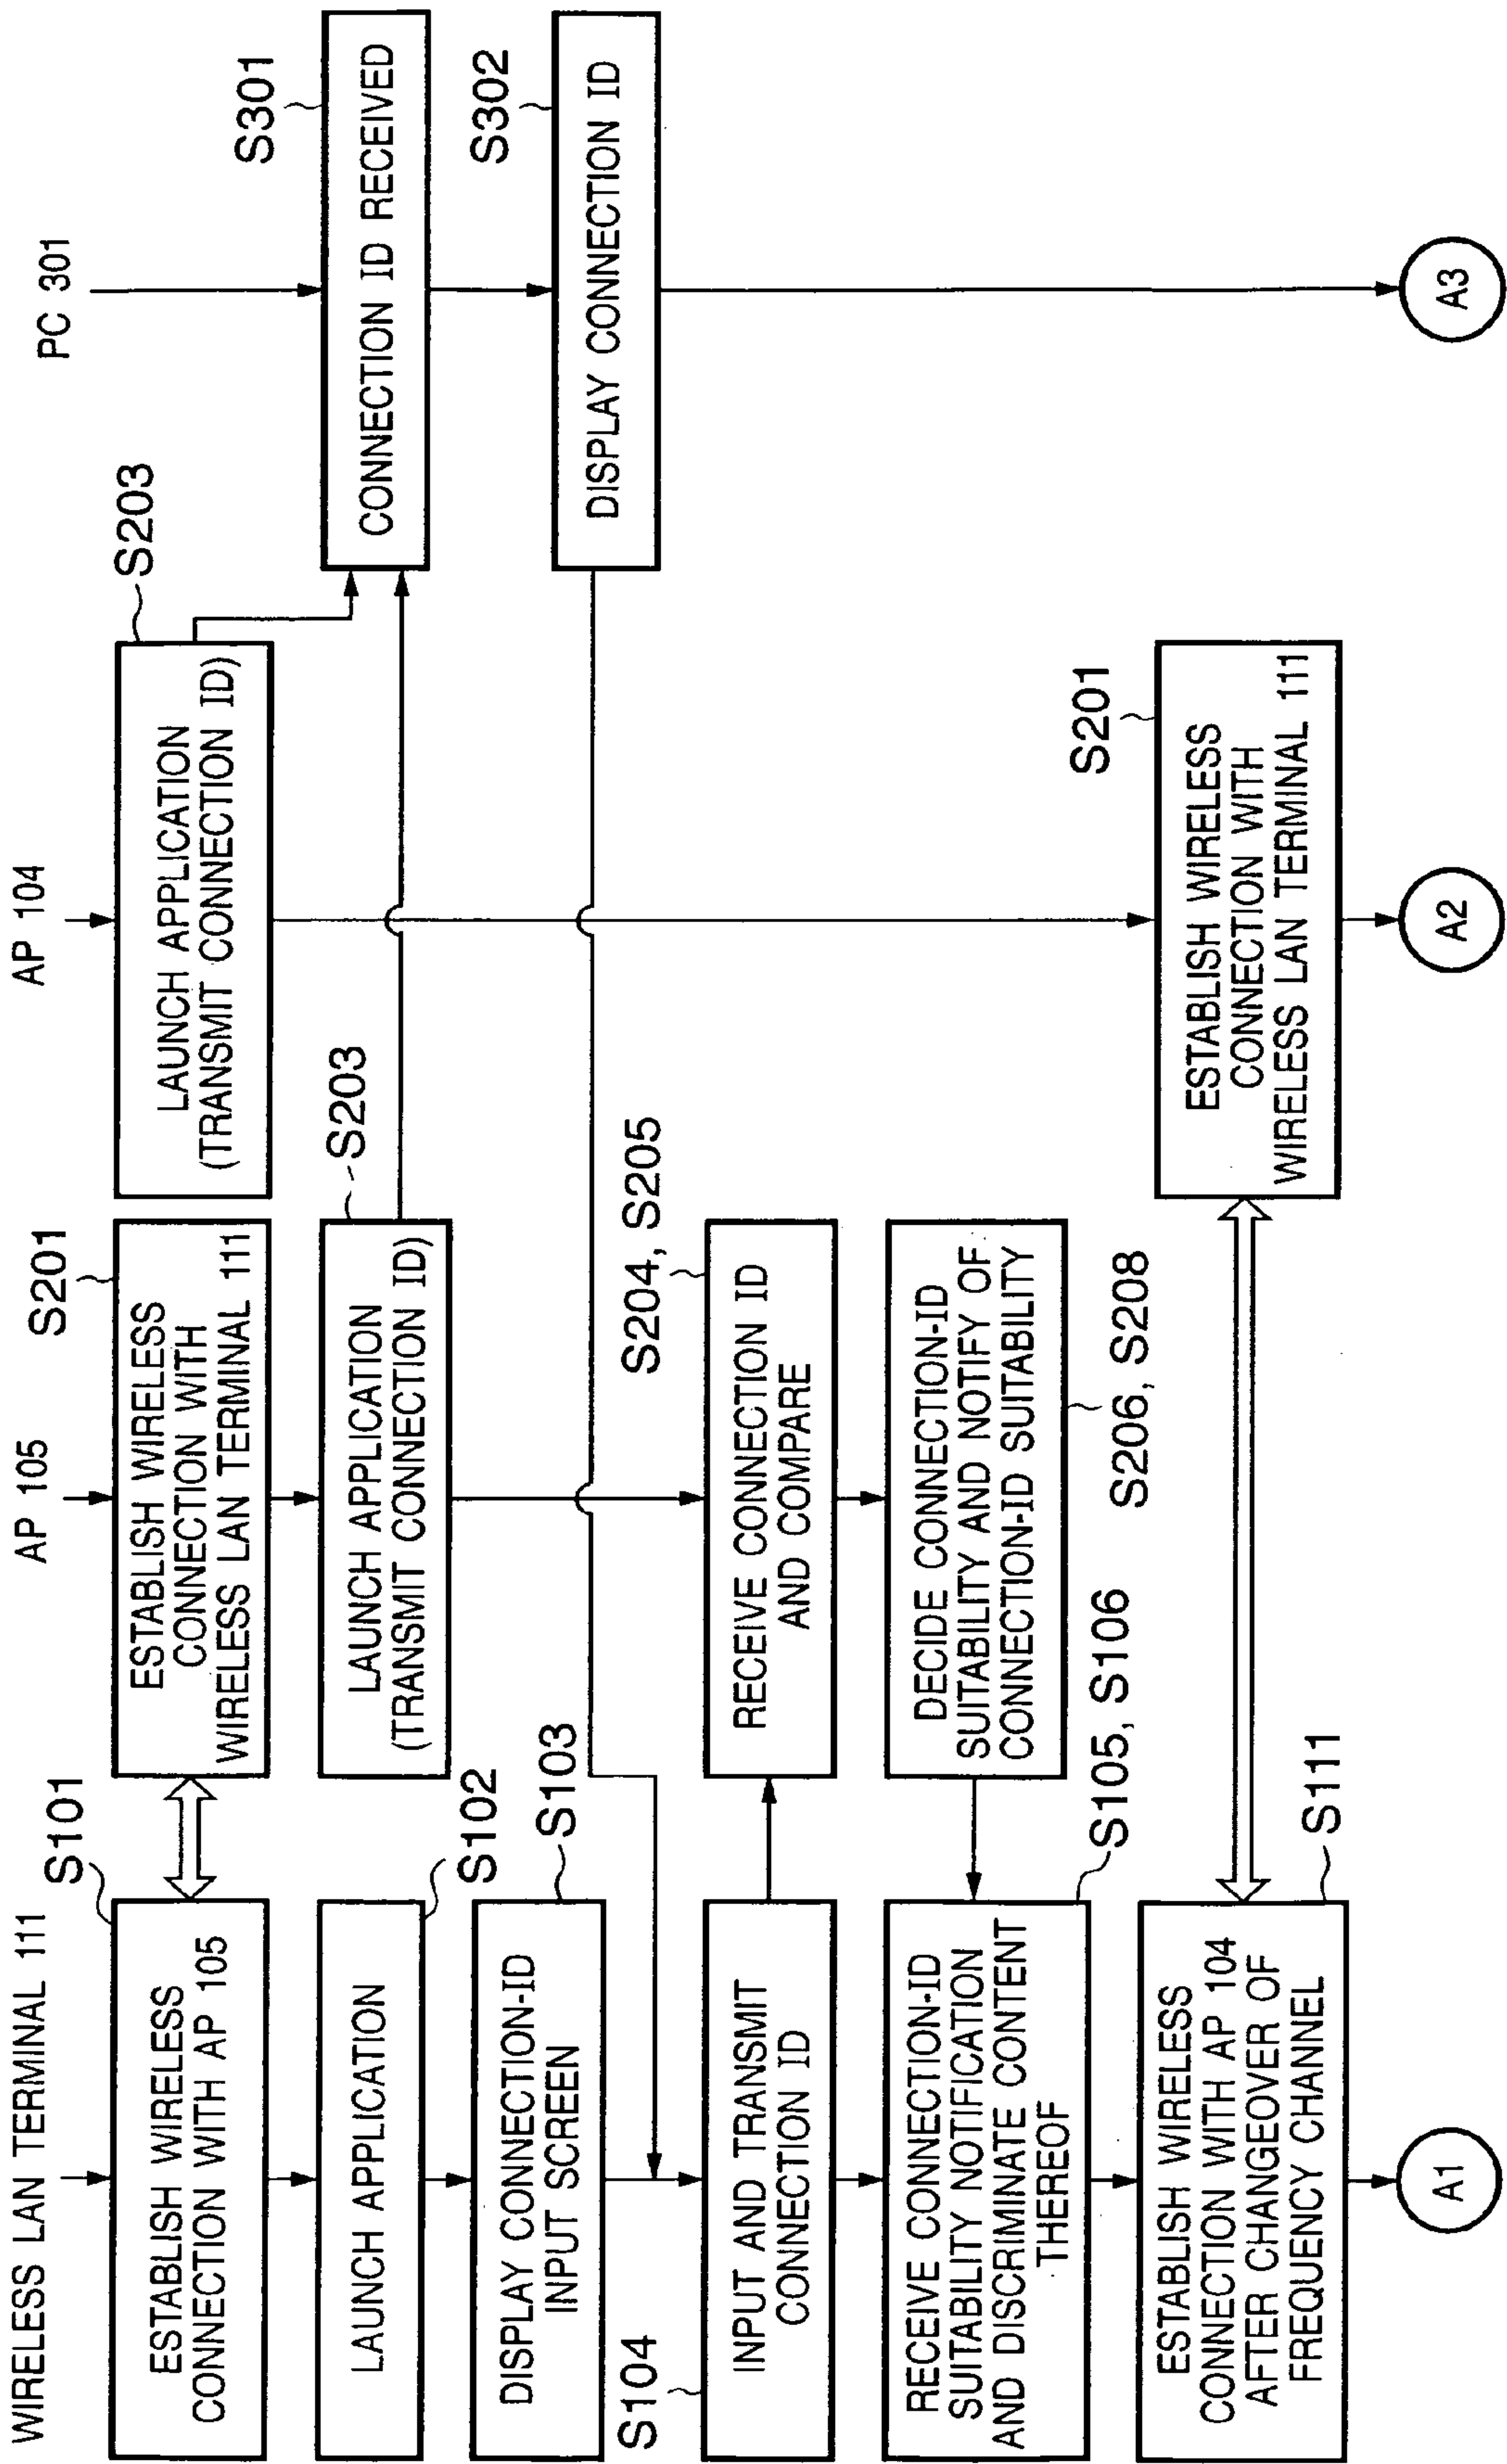 WIRELESS LAN TERMINAL 111
S101
ESTABLISH WIRELESS
CONNECTION WITH AP 105
LAUNCH APPLICATION
S102
DISPLAY CONNECTION-ID
INPUT SCREEN
S103
S104
INPUT AND TRANSMIT
CONNECTION ID
RECEIVE CONNECTION-ID
SUITABILITY NOTIFICATION
AND DISCRIMINATE CONTENT
THEREOF
S105, S106
ESTABLISH WIRELESS
CONNECTION WITH AP 104
AFTER CHANGEOVER OF
FREQUENCY CHANNEL
S111
A1
AP 105
S201
ESTABLISH WIRELESS
CONNECTION WITH
WIRELESS LAN TERMINAL 111
S203
LAUNCH APPLICATION
(TRANSMIT CONNECTION ID)
S204, S205
RECEIVE CONNECTION ID
AND COMPARE
DECIDE CONNECTION-ID
SUITABILITY AND NOTIFY OF
CONNECTION-ID SUITABILITY
S206, S208
AP 104
S203
LAUNCH APPLICATION
(TRANSMIT CONNECTION ID)
S201
ESTABLISH WIRELESS
CONNECTION WITH
WIRELESS LAN TERMINAL 111
A2
PC 301
S301
CONNECTION ID RECEIVED
S302
DISPLAY CONNECTION ID
A3